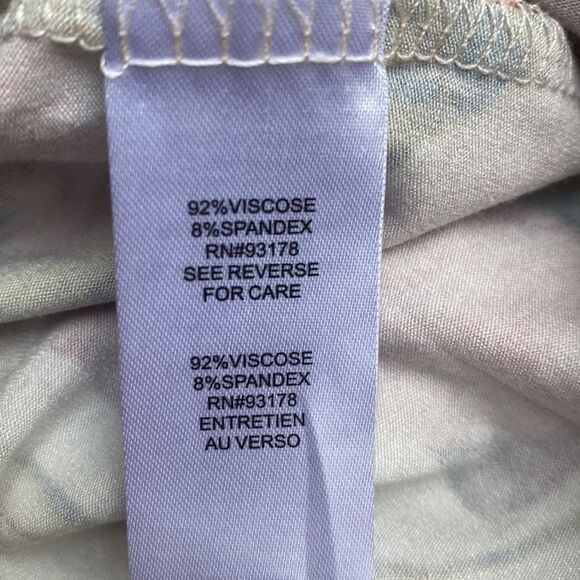 92%VISCOSE
8%SPANDEX
RN#93178
SEE REVERSE
FOR CARE
92%VISCOSE
8%SPANDEX
RN#93178
ENTRETIEN
AU VERSO